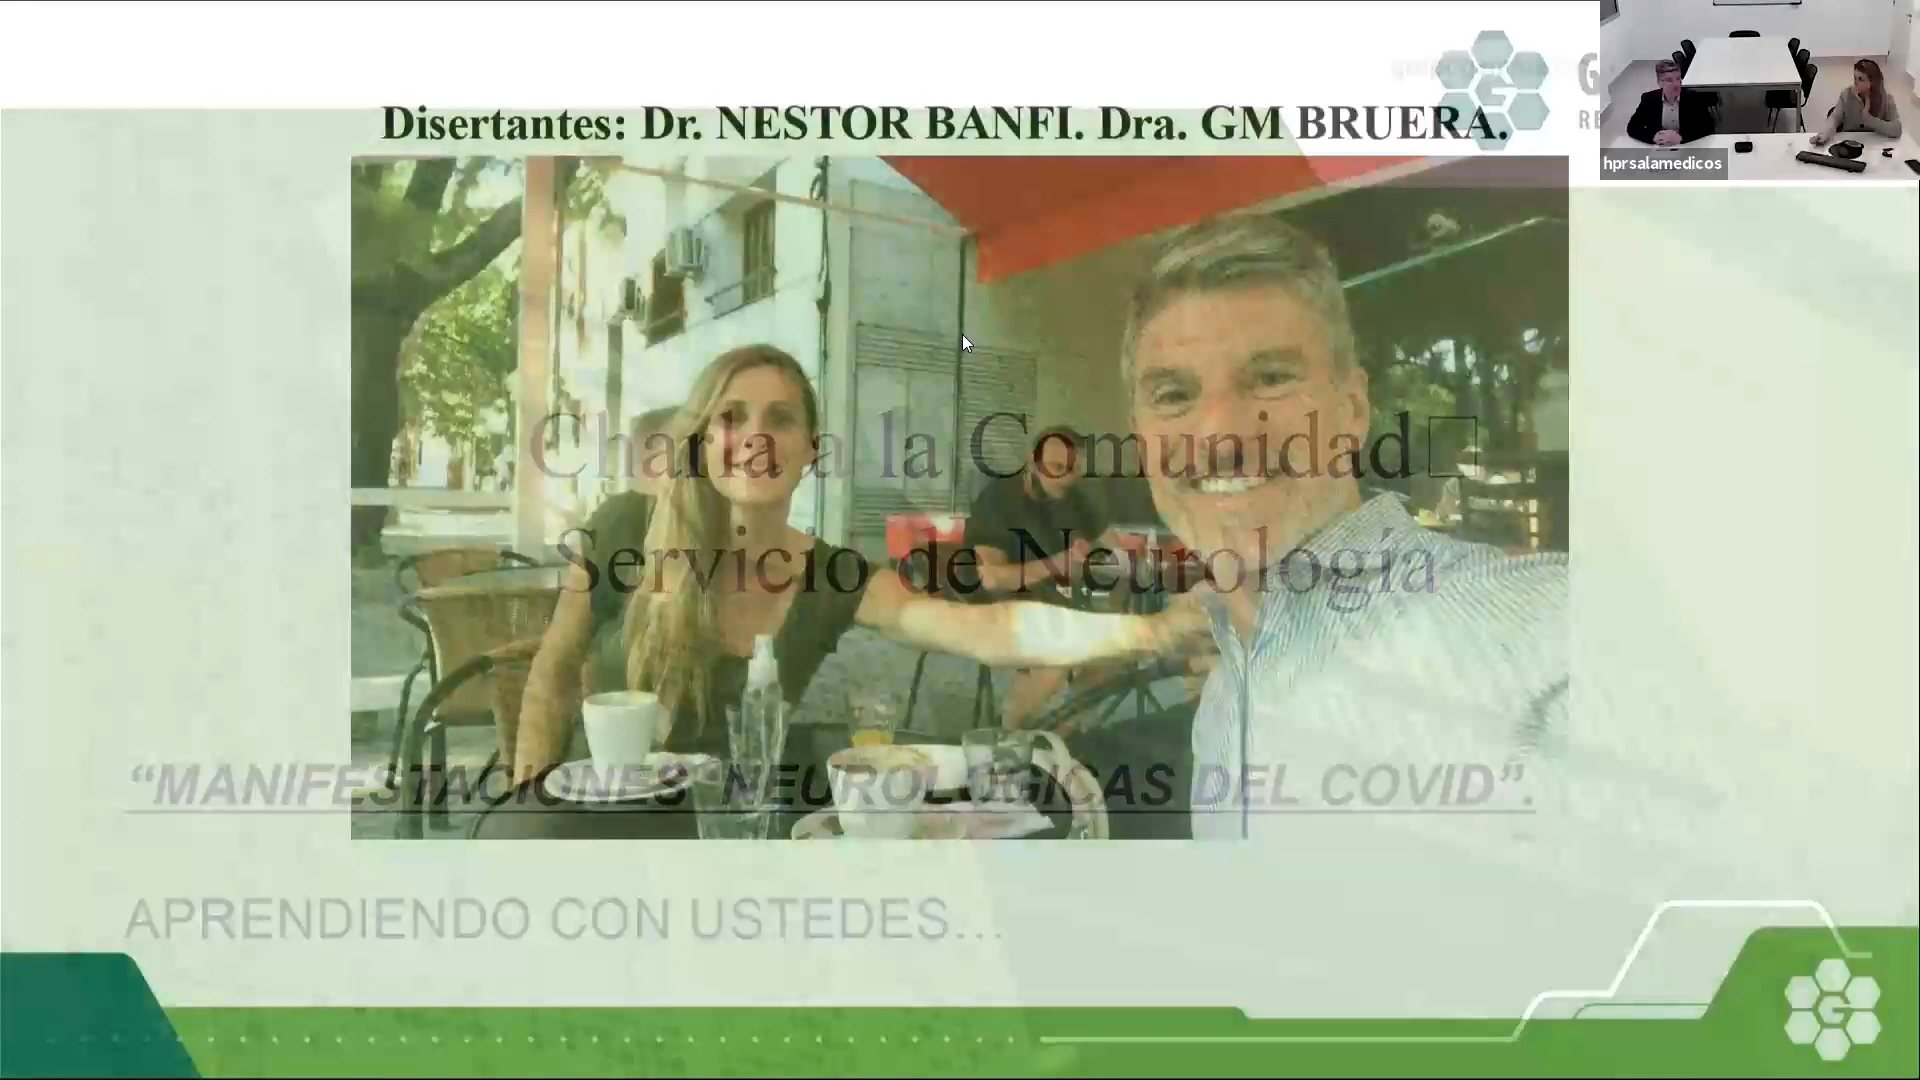 Disertantes: Dr. NESTOR BANFI. Dra. GM BRUERA.
hprsalamedicos
Charla a la Comunidad
Servicio de Neurología
“MANIFESTACIONES NEUROLOGICAS DEL COVID”.
APRENDIENDO CON USTEDES...